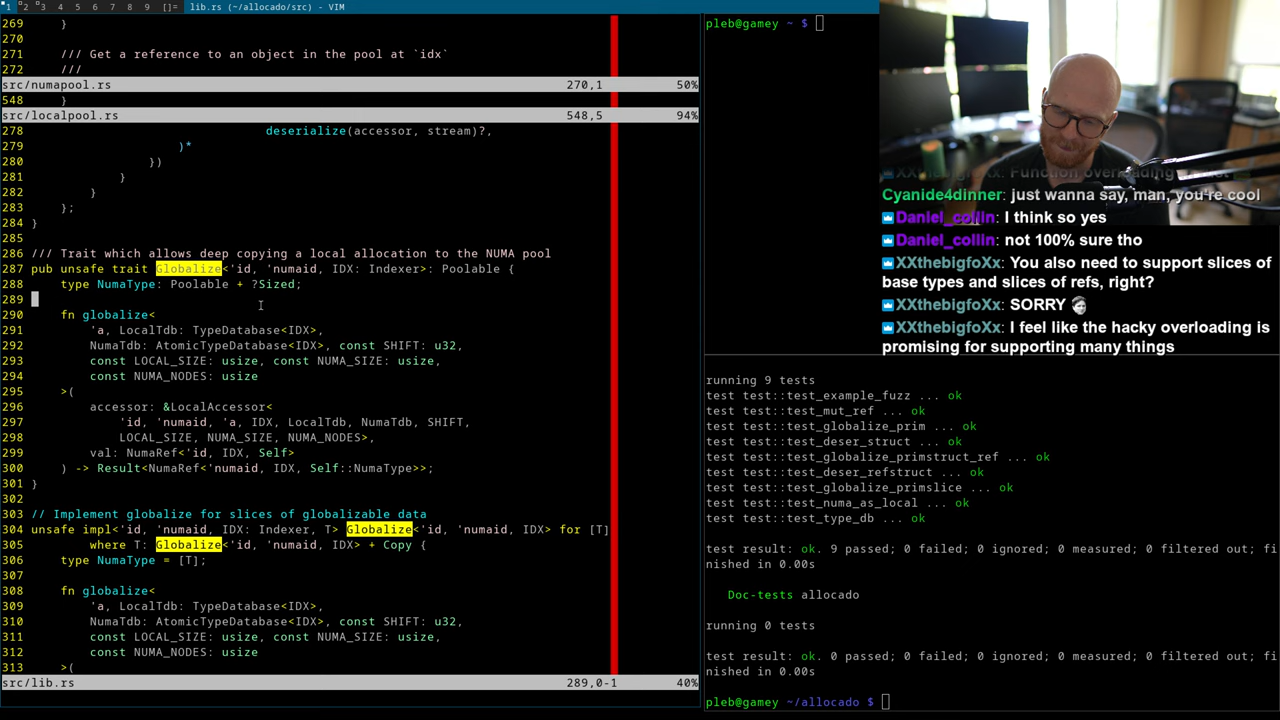 1 2 3 4 5 6 7 8 9 []= lib.rs (~/allocado/src) - VIM
269     }
270
271     /// Get a reference to an object in the pool at `idx`
272     ///
src/numapool.rs 270,1 50%
548     }
src/localpool.rs 548,5 94%
278                                 deserialize(accessor, stream)?,
279                     )*
280                 })
281             }
282         }
283     };
284 }
285
286 /// Trait which allows deep copying a local allocation to the NUMA pool
287 pub unsafe trait Globalize<'id, 'numaid, IDX: Indexer>: Poolable {
288     type NumaType: Poolable + ?Sized;
289
290     fn globalize<
291         'a, LocalTdb: TypeDatabase<IDX>,
292         NumaTdb: AtomicTypeDatabase<IDX>, const SHIFT: u32,
293         const LOCAL_SIZE: usize, const NUMA_SIZE: usize,
294         const NUMA_NODES: usize
295     >(
296         accessor: &LocalAccessor<
297             'id, 'numaid, 'a, IDX, LocalTdb, NumaTdb, SHIFT,
298             LOCAL_SIZE, NUMA_SIZE, NUMA_NODES>,
299         val: NumaRef<'id, IDX, Self>
300     ) -> Result<NumaRef<'numaid, IDX, Self::NumaType>>;
301 }
302
303 // Implement globalize for slices of globalizable data
304 unsafe impl<'id, 'numaid, IDX: Indexer, T> Globalize<'id, 'numaid, IDX> for [T]
305         where T: Globalize<'id, 'numaid, IDX> + Copy {
306     type NumaType = [T];
307
308     fn globalize<
309         'a, LocalTdb: TypeDatabase<IDX>,
310         NumaTdb: AtomicTypeDatabase<IDX>, const SHIFT: u32,
311         const LOCAL_SIZE: usize, const NUMA_SIZE: usize,
312         const NUMA_NODES: usize
313     >(
src/lib.rs 289,0-1 40%
pleb@gamey ~ $
XXthebigfoXx: Function overloading
Cyanide4dinner: just wanna say, man, you're cool
Daniel_collin: I think so yes
Daniel_collin: not 100% sure tho
XXthebigfoXx: You also need to support slices of
base types and slices of refs, right?
XXthebigfoXx: SORRY
XXthebigfoXx: I feel like the hacky overloading is
promising for supporting many things
running 9 tests
test test::test_example_fuzz ... ok
test test::test_mut_ref ... ok
test test::test_globalize_prim ... ok
test test::test_deser_struct ... ok
test test::test_globalize_primstruct_ref ... ok
test test::test_deser_refstruct ... ok
test test::test_globalize_primslice ... ok
test test::test_numa_as_local ... ok
test test::test_type_db ... ok
test result: ok. 9 passed; 0 failed; 0 ignored; 0 measured; 0 filtered out; fi
nished in 0.00s
Doc-tests allocado
running 0 tests
test result: ok. 0 passed; 0 failed; 0 ignored; 0 measured; 0 filtered out; fi
nished in 0.00s
pleb@gamey ~/allocado $